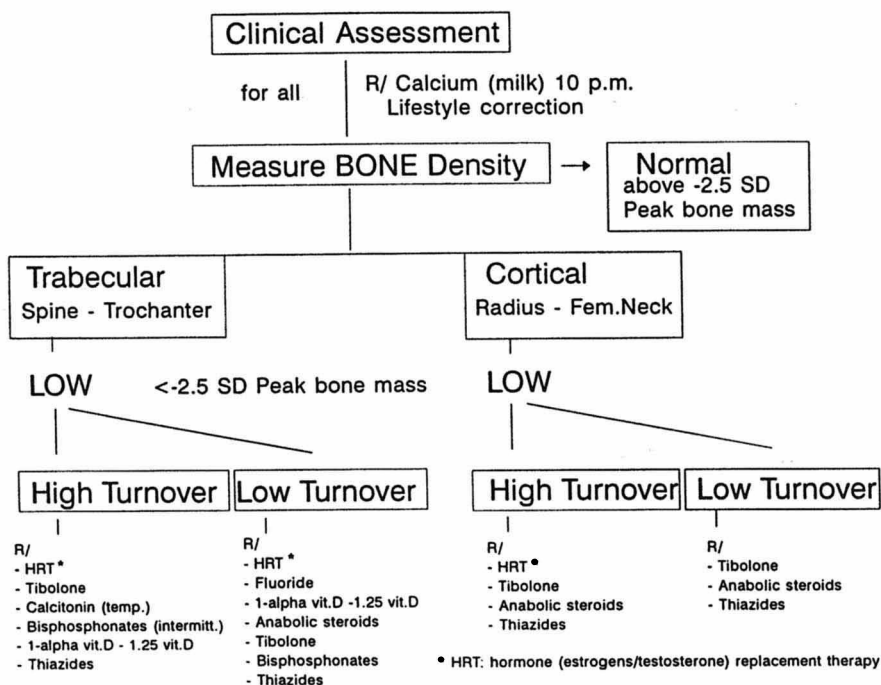 Clinical Assessment
for all
R/ Calcium (milk) 10 p.m.
Lifestyle correction
Measure BONE Density
Normal
above -2.5 SD
Peak bone mass
Trabecular
Spine - Trochanter
Cortical
Radius - Fem.Neck
LOW
<-2.5 SD Peak bone mass
LOW
High Turnover
Low Turnover
High Turnover
Low Turnover
R/
- HRT*
- Tibolone
- Calcitonin (temp.)
- Bisphosphonates (intermitt.)
- 1-alpha vit.D - 1.25 vit.D
- Thiazides
R/
- HRT*
- Fluoride
- 1-alpha vit.D -1.25 vit.D
- Anabolic steroids
- Tibolone
- Bisphosphonates
- Thiazides
R/
- HRT•
- Tibolone
- Anabolic steroids
- Thiazides
R/
- Tibolone
- Anabolic steroids
- Thiazides
• HRT: hormone (estrogens/testosterone) replacement therapy